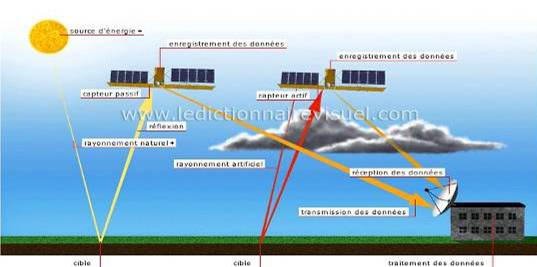 source d'énergie
enregistrement des données
enregistrement des données
capteur passif
capteur actif
www.ledictionnairevisuel.com
réflexion
rayonnement naturel
rayonnement artificiel
réception des données
transmission des données
cible
cible
traitement des données